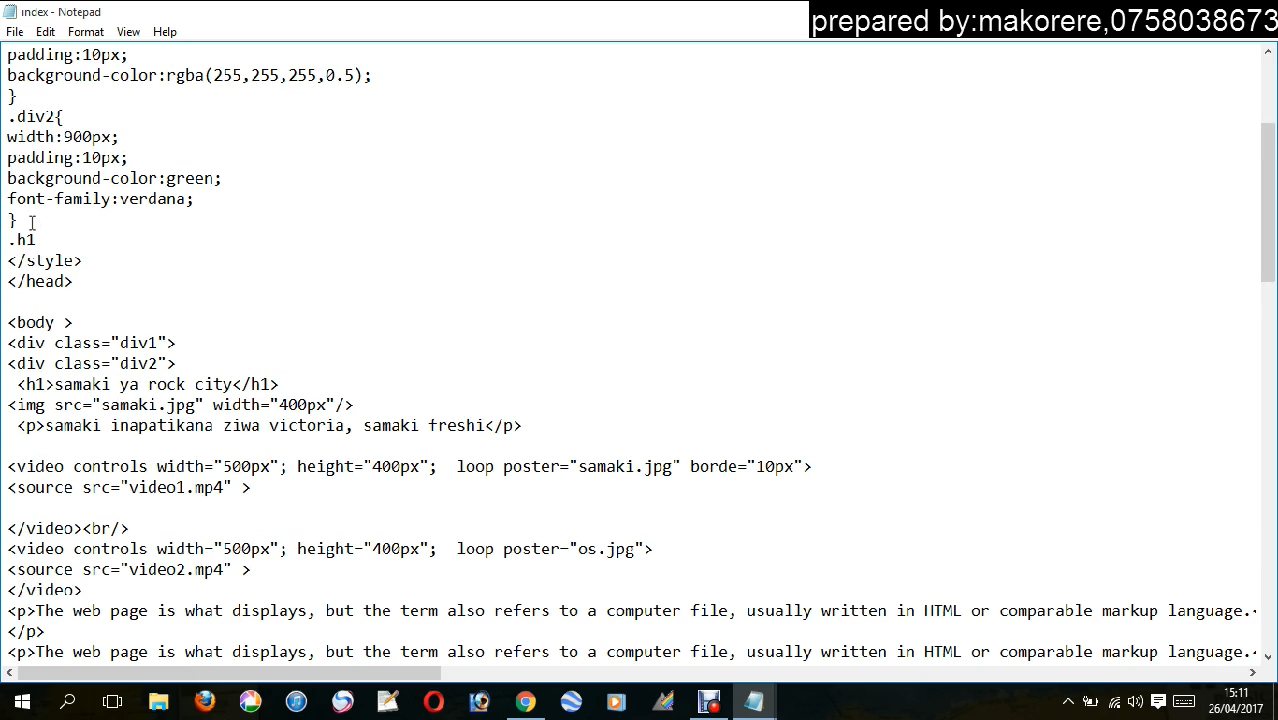 index - Notepad
prepared by:makorere,0758038673
File Edit Format View Help
padding:10px;
background-color:rgba(255,255,255,0.5);
}
.div2{
width:900px;
padding:10px;
background-color:green;
font-family:verdana;
}
.h1
</style>
</head>
<body >
<div class="div1">
<div class="div2">
<h1>samaki ya rock city</h1>
<img src="samaki.jpg" width="400px"/>
<p>samaki inapatikana ziwa victoria, samaki freshi</p>
<video controls width="500px"; height="400px";  loop poster="samaki.jpg" borde="10px">
<source src="video1.mp4" >
</video><br/>
<video controls width="500px"; height="400px";  loop poster="os.jpg">
<source src="video2.mp4" >
</video>
<p>The web page is what displays, but the term also refers to a computer file, usually written in HTML or comparable markup language.<
</p>
<p>The web page is what displays, but the term also refers to a computer file, usually written in HTML or comparable markup language.<
15:11
26/04/2017